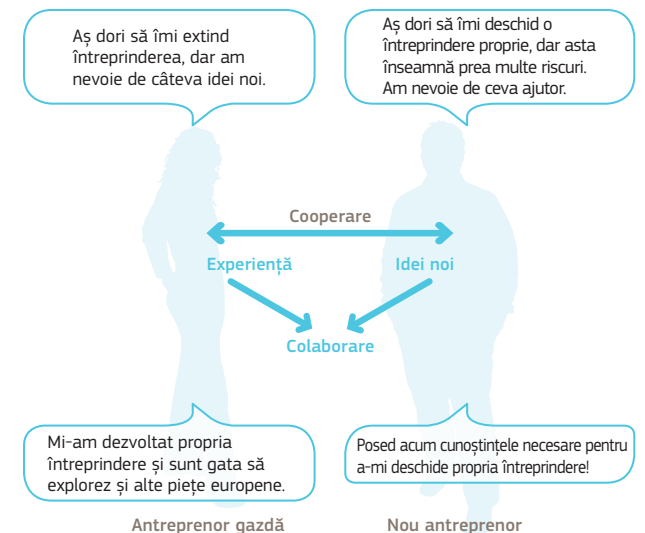 Aș dori să îmi extind
întreprinderea, dar am
nevoie de câteva idei noi.
Aș dori să îmi deschid o
întreprindere proprie, dar asta
înseamnă prea multe riscuri.
Am nevoie de ceva ajutor.
Cooperare
Experiență
Idei noi
Colaborare
Mi-am dezvoltat propria
întreprindere și sunt gata să
explorez și alte piețe europene.
Posed acum cunoștințele necesare pentru
a-mi deschide propria întreprindere!
Antreprenor gazdă
Nou antreprenor